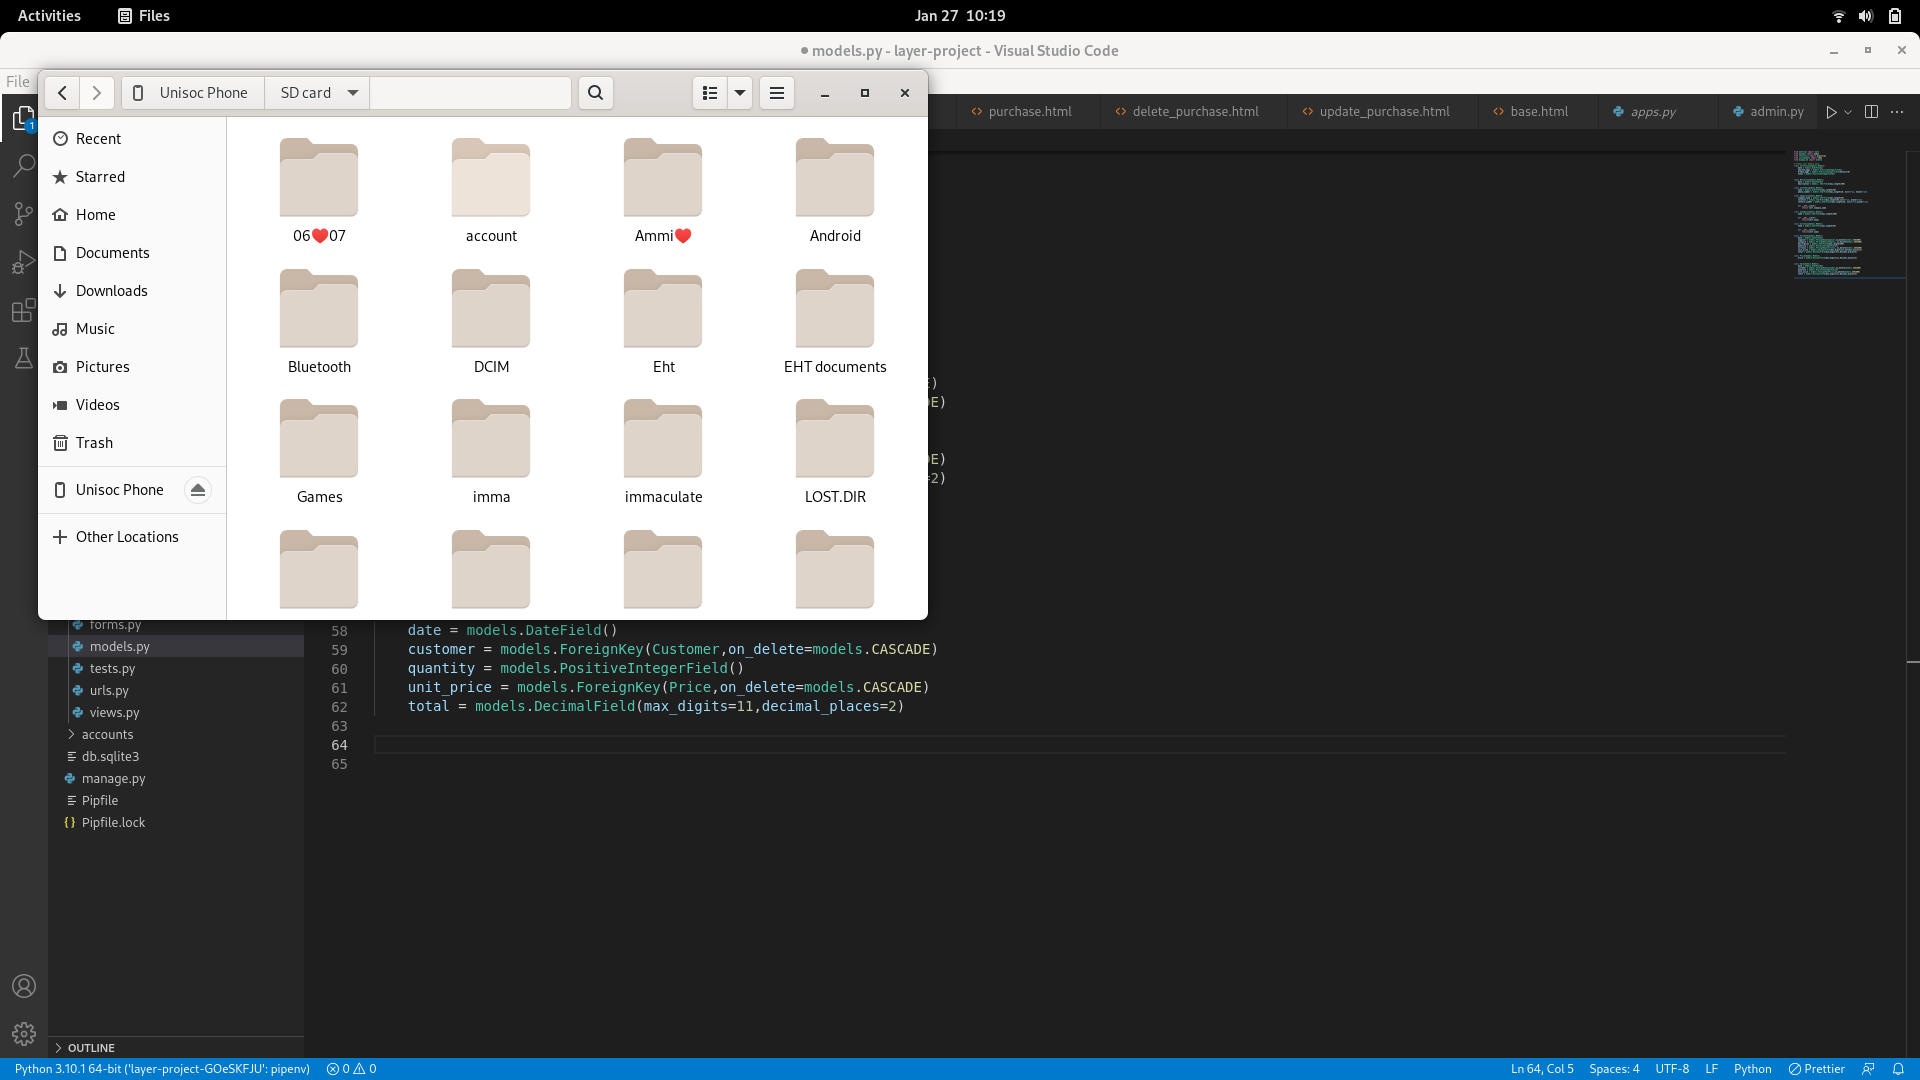 Activities Files Jan 27 10:19
● models.py - layer-project - Visual Studio Code
File
Unisoc Phone SD card
purchase.html delete_purchase.html update_purchase.html base.html apps.py admin.py
1
Recent
Starred
Home
Documents
Downloads
Music
Pictures
Videos
Trash
Unisoc Phone
Other Locations
06❤️07 account Ammi❤️ Android
Bluetooth DCIM Eht EHT documents
Games imma immaculate LOST.DIR
E)
DE)
DE)
=2)
forms.py
models.py
tests.py
urls.py
views.py
accounts
db.sqlite3
manage.py
Pipfile
Pipfile.lock
OUTLINE
58 date = models.DateField()
59 customer = models.ForeignKey(Customer,on_delete=models.CASCADE)
60 quantity = models.PositiveIntegerField()
61 unit_price = models.ForeignKey(Price,on_delete=models.CASCADE)
62 total = models.DecimalField(max_digits=11,decimal_places=2)
63
64
65
Python 3.10.1 64-bit ('layer-project-GOeSKFJU': pipenv) 0 0 Ln 64, Col 5 Spaces: 4 UTF-8 LF Python Prettier